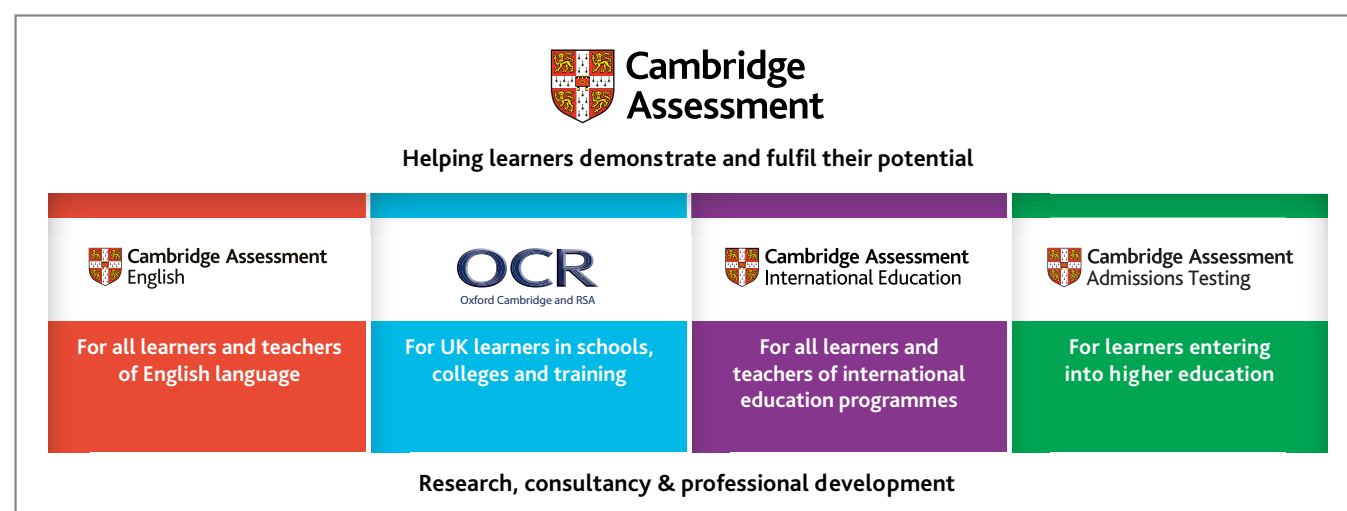 Cambridge
Assessment
Helping learners demonstrate and fulfil their potential
Cambridge Assessment
English
For all learners and teachers
of English language
OCR
Oxford Cambridge and RSA
For UK learners in schools,
colleges and training
Cambridge Assessment
International Education
For all learners and
teachers of international
education programmes
Cambridge Assessment
Admissions Testing
For learners entering
into higher education
Research, consultancy & professional development